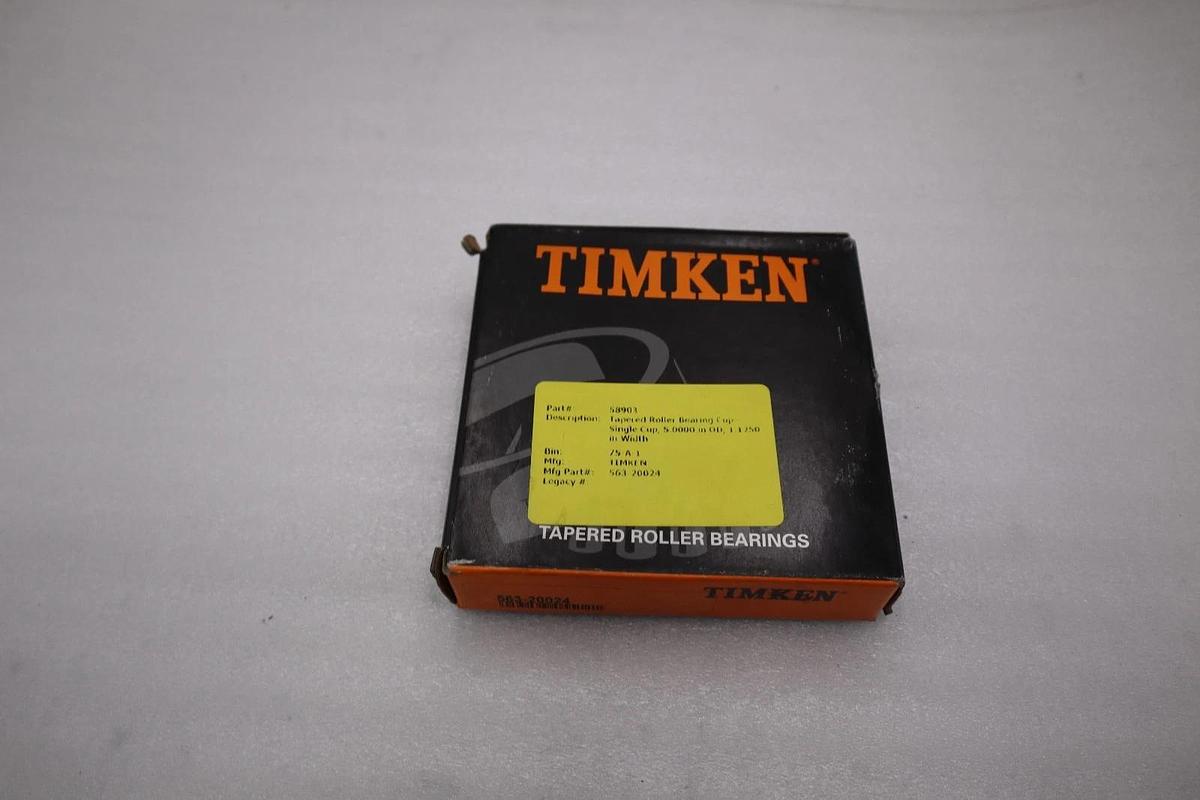 TIMKEN
Part#: 58903
Description: Tapered Roller Bearing Cup
Single Cup, 5.0000 in OD, 1.1250
in Width
Bin: 75-A-1
Mfg: TIMKEN
Mfg Part#: 563-20024
Legacy #
TAPERED ROLLER BEARINGS
563-20024
TIMKEN